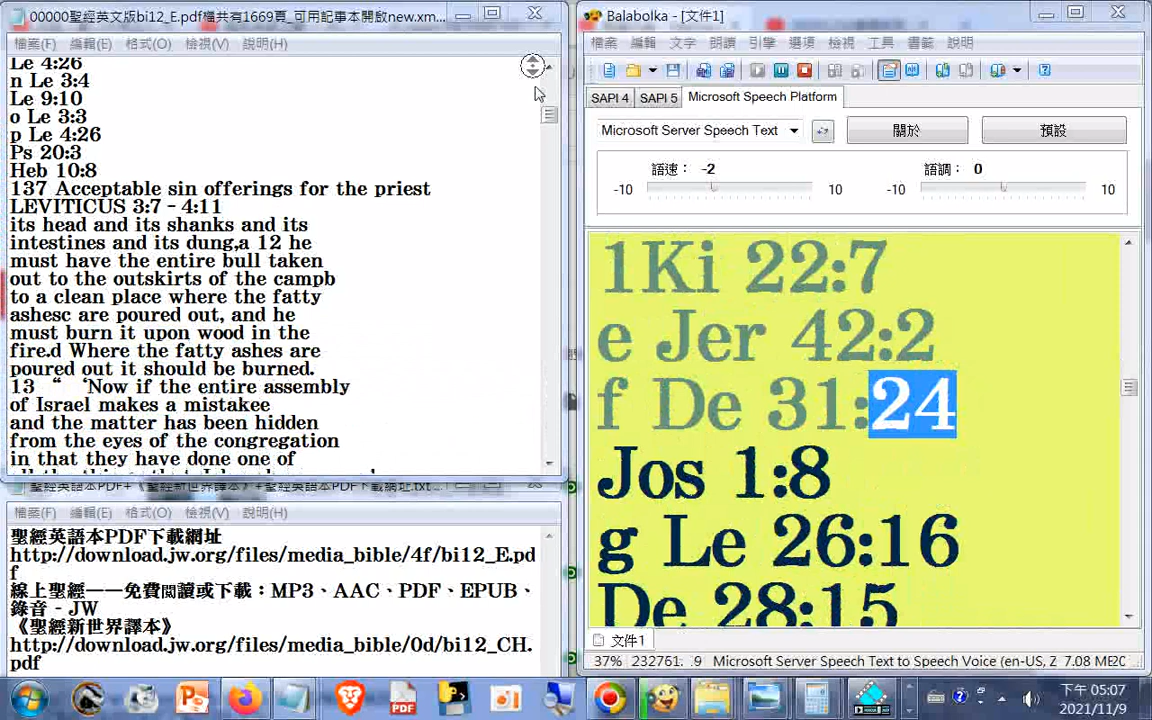 00000聖經英文版bi12_E.pdf檔共有1669頁_可用記事本開啟new.xm...
檔案(F) 編輯(E) 格式(O) 檢視(V) 說明(H)
Le 4:26
n Le 3:4
Le 9:10
o Le 3:3
p Le 4:26
Ps 20:3
Heb 10:8
137 Acceptable sin offerings for the priest
LEVITICUS 3:7 - 4:11
its head and its shanks and its
intestines and its dung,a 12 he
must have the entire bull taken
out to the outskirts of the campb
to a clean place where the fatty
ashesc are poured out, and he
must burn it upon wood in the
fire.d Where the fatty ashes are
poured out it should be burned.
13 “ ‘Now if the entire assembly
of Israel makes a mistakee
and the matter has been hidden
from the eyes of the congregation
in that they have done one of
聖經英語本PDF+《聖經新世界譯本》+聖經英語本PDF下載網址.txt ...
檔案(F) 編輯(E) 格式(O) 檢視(V) 說明(H)
聖經英語本PDF下載網址
http://download.jw.org/files/media_bible/4f/bi12_E.pd
f
線上聖經——免費閱讀或下載：MP3、AAC、PDF、EPUB、
錄音 - JW
《聖經新世界譯本》
http://download.jw.org/files/media_bible/0d/bi12_CH.
pdf
Balabolka - [文件1]
檔案 編輯 文字 朗讀 引擎 選項 檢視 工具 書籤 說明
SAPI 4 SAPI 5 Microsoft Speech Platform
Microsoft Server Speech Text 關於 預設
語速： -2 語調： 0
-10 10 -10 10
1Ki 22:7
e Jer 42:2
f De 31:24
Jos 1:8
g Le 26:16
De 28:15
文件1
37% 232761. .9 Microsoft Server Speech Text to Speech Voice (en-US, Z 7.08 ME
下午 05:07
2021/11/9